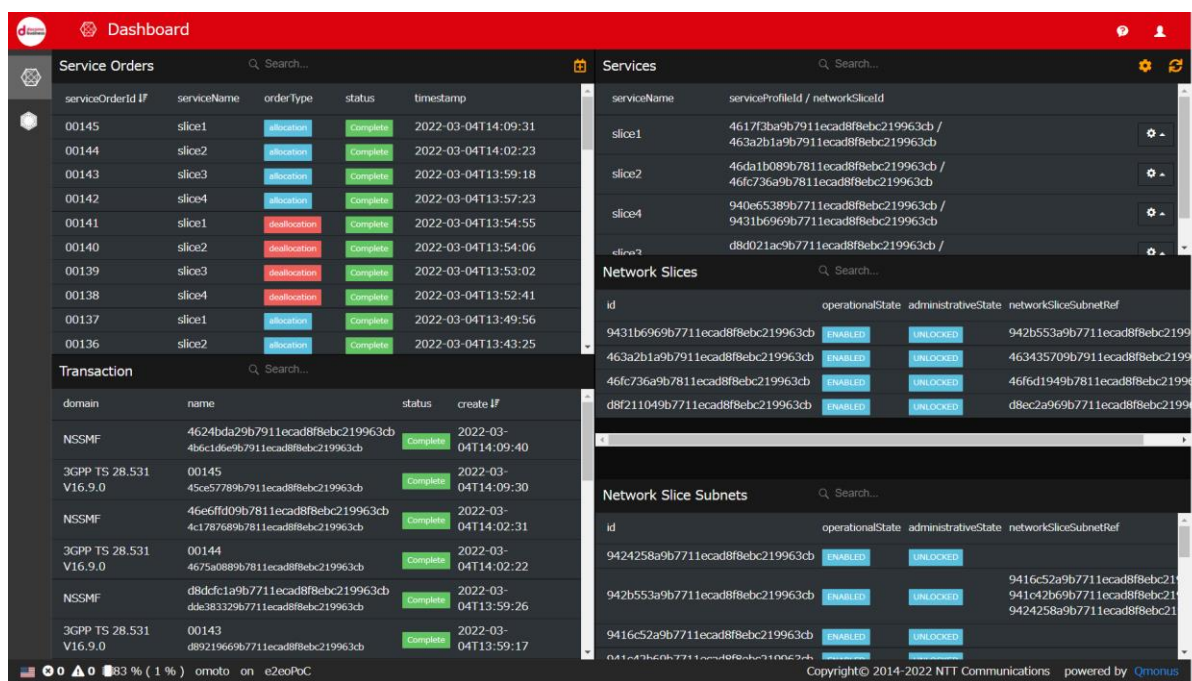 Dashboard
Service Orders
Search...
serviceOrderId serviceName orderType status timestamp
00145 slice1 allocation Complete 2022-03-04T14:09:31
00144 slice2 allocation Complete 2022-03-04T14:02:23
00143 slice3 allocation Complete 2022-03-04T13:59:18
00142 slice4 allocation Complete 2022-03-04T13:57:23
00141 slice1 deallocation Complete 2022-03-04T13:54:55
00140 slice2 deallocation Complete 2022-03-04T13:54:06
00139 slice3 deallocation Complete 2022-03-04T13:53:02
00138 slice4 deallocation Complete 2022-03-04T13:52:41
00137 slice1 allocation Complete 2022-03-04T13:49:56
00136 slice2 allocation Complete 2022-03-04T13:43:25
Transaction
Search...
domain name status create
NSSMF 4624bda29b7911ecad8f8ebc219963cb Complete 2022-03-
4b6c1d6e9b7911ecad8f8ebc219963cb 04T14:09:40
3GPP TS 28.531 00145 Complete 2022-03-
V16.9.0 45ce57789b7911ecad8f8ebc219963cb 04T14:09:30
NSSMF 46e6ffd09b7811ecad8f8ebc219963cb Complete 2022-03-
4c1787689b7811ecad8f8ebc219963cb 04T14:02:31
3GPP TS 28.531 00144 Complete 2022-03-
V16.9.0 4675a0889b7811ecad8f8ebc219963cb 04T14:02:22
NSSMF d8dcfc1a9b7711ecad8f8ebc219963cb Complete 2022-03-
dde383329b7711ecad8f8ebc219963cb 04T13:59:26
3GPP TS 28.531 00143 Complete 2022-03-
V16.9.0 d89219669b7711ecad8f8ebc219963cb 04T13:59:17
Services
Search...
serviceName serviceProfileId / networkSliceId
slice1 4617f3ba9b7911ecad8f8ebc219963cb /
463a2b1a9b7911ecad8f8ebc219963cb
slice2 46da1b089b7811ecad8f8ebc219963cb /
46fc736a9b7811ecad8f8ebc219963cb
slice4 940e65389b7711ecad8f8ebc219963cb /
9431b6969b7711ecad8f8ebc219963cb
slice3 d8d021ac9b7711ecad8f8ebc219963cb /
Network Slices
Search...
id operationalState administrativeState networkSliceSubnetRef
9431b6969b7711ecad8f8ebc219963cb ENABLED UNLOCKED 942b553a9b7711ecad8f8ebc2199
463a2b1a9b7911ecad8f8ebc219963cb ENABLED UNLOCKED 463435709b7911ecad8f8ebc2199
46fc736a9b7811ecad8f8ebc219963cb ENABLED UNLOCKED 46f6d1949b7811ecad8f8ebc2199
d8f211049b7711ecad8f8ebc219963cb ENABLED UNLOCKED d8ec2a969b7711ecad8f8ebc2199
Network Slice Subnets
Search...
id operationalState administrativeState networkSliceSubnetRef
9424258a9b7711ecad8f8ebc219963cb ENABLED UNLOCKED
942b553a9b7711ecad8f8ebc219963cb ENABLED UNLOCKED 9416c52a9b7711ecad8f8ebc21
941c42b69b7711ecad8f8ebc21
9424258a9b7711ecad8f8ebc21
9416c52a9b7711ecad8f8ebc219963cb ENABLED UNLOCKED
941c42b69b7711ecad8f8ebc219963cb
0 0 83 % ( 1 % ) omoto on e2eoPoC
Copyright© 2014-2022 NTT Communications powered by Qmonus